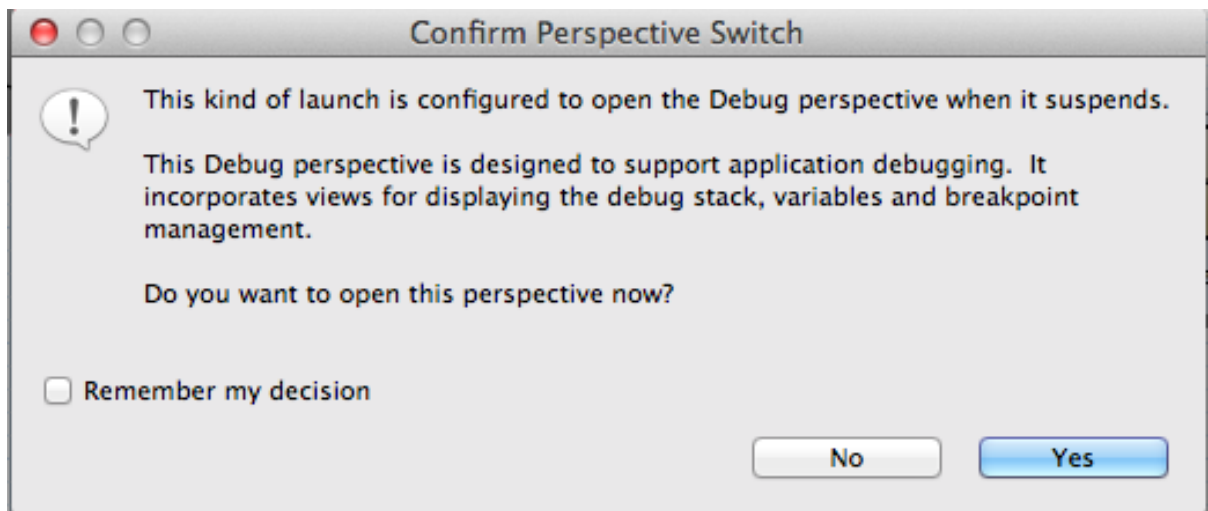 Confirm Perspective Switch
This kind of launch is configured to open the Debug perspective when it suspends.
This Debug perspective is designed to support application debugging.  It
incorporates views for displaying the debug stack, variables and breakpoint
management.
Do you want to open this perspective now?
Remember my decision
No
Yes